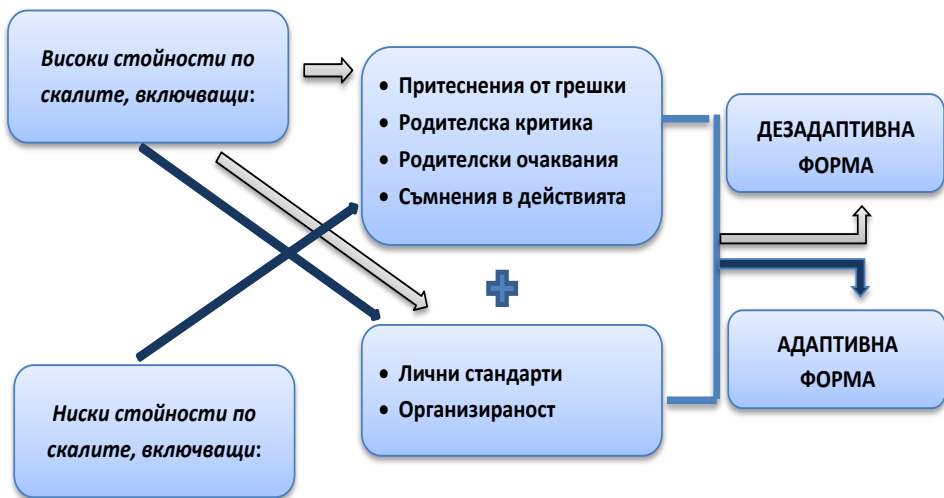 Високи стойности по
скалите, включващи:
• Притеснения от грешки
• Родителска критика
• Родителски очаквания
• Съмнения в действията
ДЕЗАДАПТИВНА
ФОРМА
Ниски стойности по
скалите, включващи:
• Лични стандарти
• Организираност
АДАПТИВНА
ФОРМА